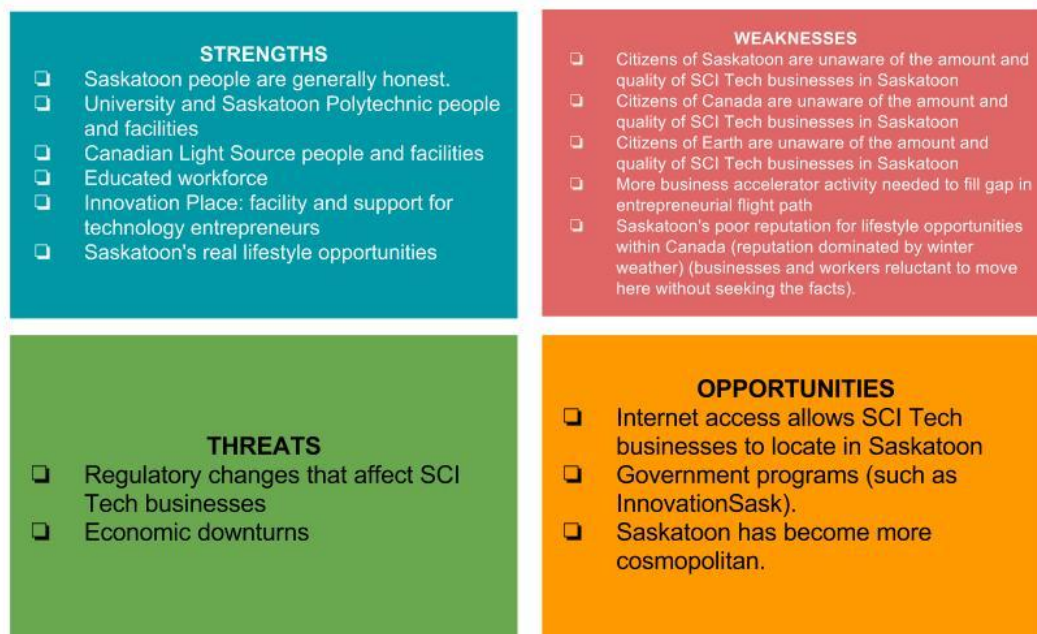 STRENGTHS
❏ Saskatoon people are generally honest.
❏ University and Saskatoon Polytechnic people
and facilities
❏ Canadian Light Source people and facilities
❏ Educated workforce
❏ Innovation Place: facility and support for
technology entrepreneurs
❏ Saskatoon's real lifestyle opportunities
WEAKNESSES
❏ Citizens of Saskatoon are unaware of the amount and
quality of SCI Tech businesses in Saskatoon
❏ Citizens of Canada are unaware of the amount and
quality of SCI Tech businesses in Saskatoon
❏ Citizens of Earth are unaware of the amount and
quality of SCI Tech businesses in Saskatoon
❏ More business accelerator activity needed to fill gap in
entrepreneurial flight path
❏ Saskatoon's poor reputation for lifestyle opportunities
within Canada (reputation dominated by winter
weather) (businesses and workers reluctant to move
here without seeking the facts).
THREATS
❏ Regulatory changes that affect SCI
Tech businesses
❏ Economic downturns
OPPORTUNITIES
❏ Internet access allows SCI Tech
businesses to locate in Saskatoon
❏ Government programs (such as
InnovationSask).
❏ Saskatoon has become more
cosmopolitan.